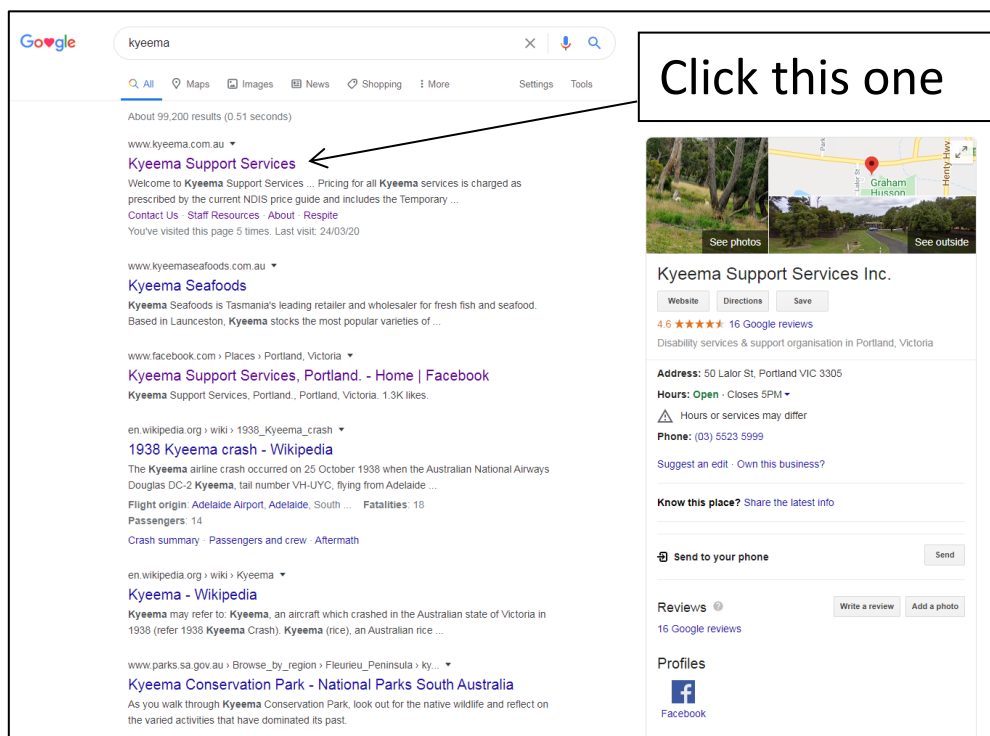 Google
kyeema
All Maps Images News Shopping More Settings Tools
Click this one
About 99,200 results (0.51 seconds)
www.kyeema.com.au
Kyeema Support Services
Welcome to Kyeema Support Services ... Pricing for all Kyeema services is charged as
prescribed by the current NDIS price guide and includes the Temporary ...
Contact Us · Staff Resources · About · Respite
You've visited this page 5 times. Last visit: 24/03/20
www.kyeemaseafoods.com.au
Kyeema Seafoods
Kyeema Seafoods is Tasmania's leading retailer and wholesaler for fresh fish and seafood.
Based in Launceston, Kyeema stocks the most popular varieties of ...
www.facebook.com › Places › Portland, Victoria
Kyeema Support Services, Portland. - Home | Facebook
Kyeema Support Services, Portland., Portland, Victoria. 1.3K likes.
en.wikipedia.org › wiki › 1938_Kyeema_crash
1938 Kyeema crash - Wikipedia
The Kyeema airline crash occurred on 25 October 1938 when the Australian National Airways
Douglas DC-2 Kyeema, tail number VH-UYC, flying from Adelaide ...
Flight origin: Adelaide Airport, Adelaide, South ... Fatalities: 18
Passengers: 14
Crash summary · Passengers and crew · Aftermath
en.wikipedia.org › wiki › Kyeema
Kyeema - Wikipedia
Kyeema may refer to: Kyeema, an aircraft which crashed in the Australian state of Victoria in
1938 (refer 1938 Kyeema Crash). Kyeema (rice), an Australian rice ...
www.parks.sa.gov.au › Browse_by_region › Fleurieu_Peninsula › ky...
Kyeema Conservation Park - National Parks South Australia
As you walk through Kyeema Conservation Park, look out for the native wildlife and reflect on
the varied activities that have dominated its past.
Park
Lalor St
Graham
Husson
Henty Hwy
See photos
See outside
Kyeema Support Services Inc.
Website Directions Save
4.6 16 Google reviews
Disability services & support organisation in Portland, Victoria
Address: 50 Lalor St, Portland VIC 3305
Hours: Open · Closes 5PM
Hours or services may differ
Phone: (03) 5523 5999
Suggest an edit · Own this business?
Know this place? Share the latest info
Send to your phone Send
Reviews Write a review Add a photo
16 Google reviews
Profiles
Facebook